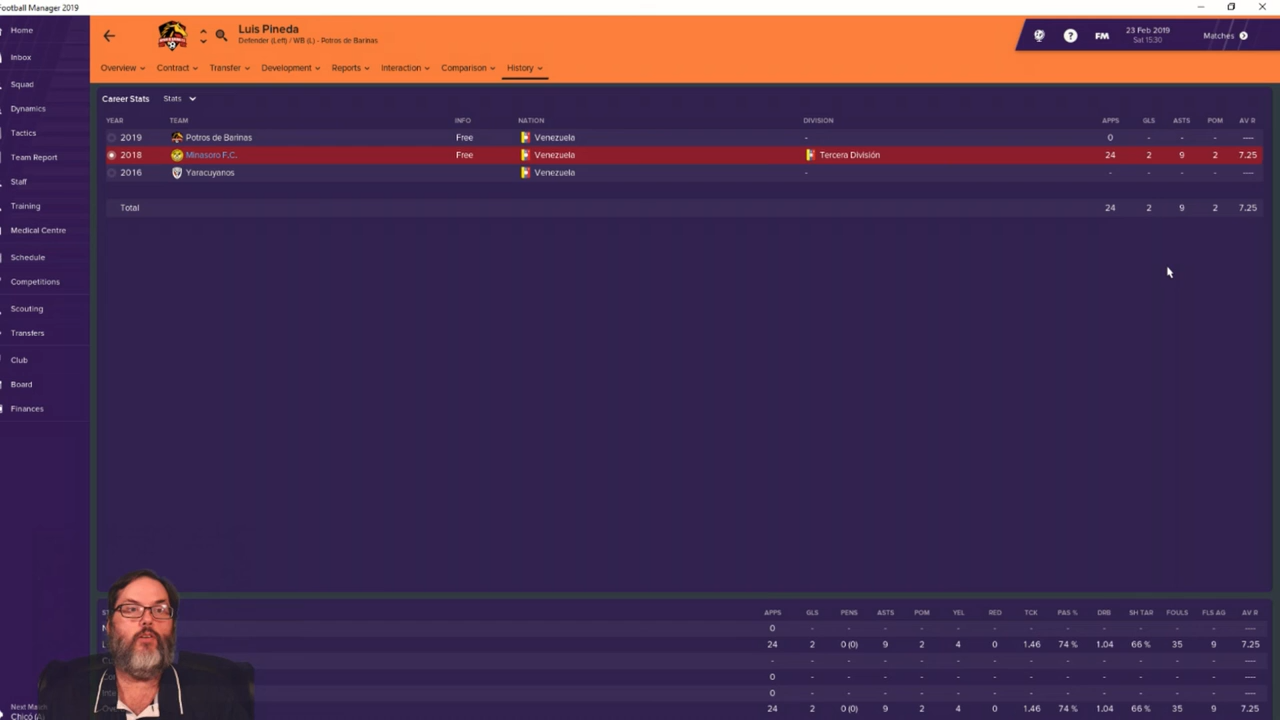 Football Manager 2019
Home
Inbox
Squad
Dynamics
Tactics
Team Report
Staff
Training
Medical Centre
Schedule
Competitions
Scouting
Transfers
Club
Board
Finances
Next Match
Chicó (A)
Luis Pineda
Defender (Left) / WB (L) - Potros de Barinas
23 Feb 2019
Sat 15:30
FM
Matches
Overview Contract Transfer Development Reports Interaction Comparison History
Career Stats Stats
YEAR TEAM INFO NATION DIVISION APPS GLS ASTS POM AV R
2019 Potros de Barinas Free Venezuela - 0 - - - ----
2018 Minasoro F.C. Free Venezuela Tercera División 24 2 9 2 7.25
2016 Yaracuyanos Venezuela - - - - - ----
Total 24 2 9 2 7.25
APPS GLS PENS ASTS POM YEL RED TCK PAS % DRB SH TAR FOULS FLS AG AV R
0 - - - - - - - - - - - - ----
24 2 0 (0) 9 2 4 0 1.46 74 % 1.04 66 % 35 9 7.25
- - - - - - - - - - - - - ----
0 - - - - - - - - - - - - ----
0 - - - - - - - - - - - - ----
24 2 0 (0) 9 2 4 0 1.46 74 % 1.04 66 % 35 9 7.25